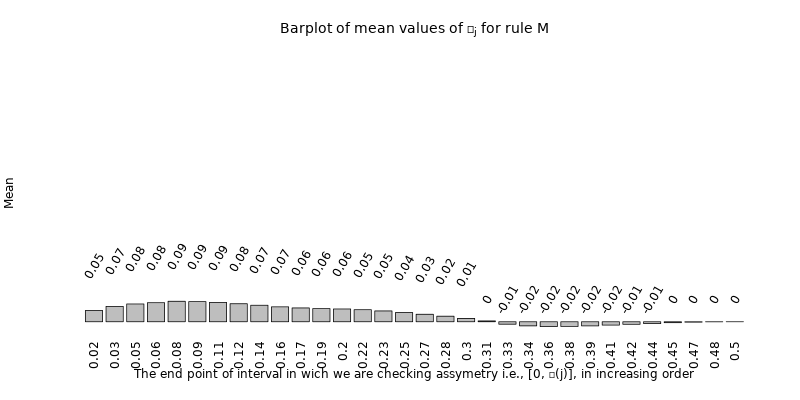 Barplot of mean values of □j for rule M
Mean
0.05 0.07 0.08 0.08 0.09 0.09 0.09 0.08 0.07 0.07 0.06 0.06 0.06 0.05 0.05 0.04 0.03 0.02 0.01 0 -0.01 -0.02 -0.02 -0.02 -0.02 -0.02 -0.01 -0.01 0 0 0 0
0.02 0.03 0.05 0.06 0.08 0.09 0.11 0.12 0.14 0.16 0.17 0.19 0.2 0.22 0.23 0.25 0.27 0.28 0.3 0.31 0.33 0.34 0.36 0.38 0.39 0.41 0.42 0.44 0.45 0.47 0.48 0.5
The end point of interval in wich we are checking assymetry i.e., [0, □(j)], in increasing order